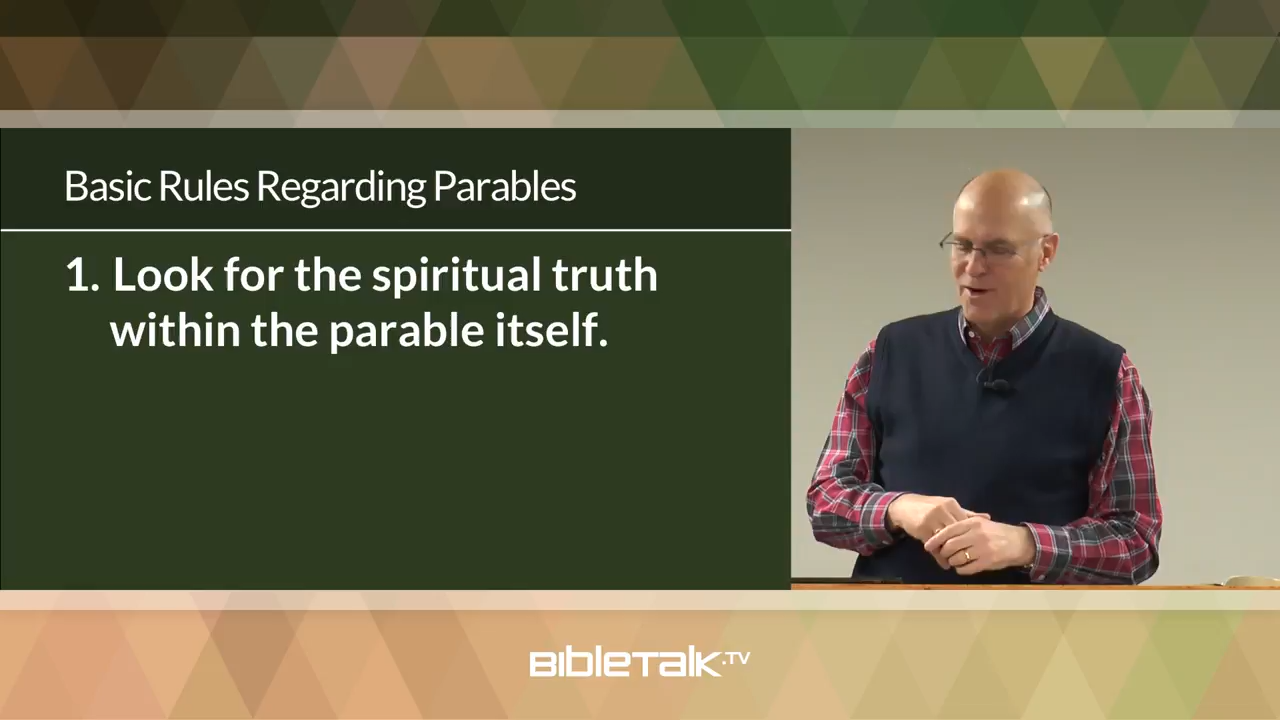 Basic Rules Regarding Parables
1. Look for the spiritual truth
within the parable itself.
BibleTalk.TV